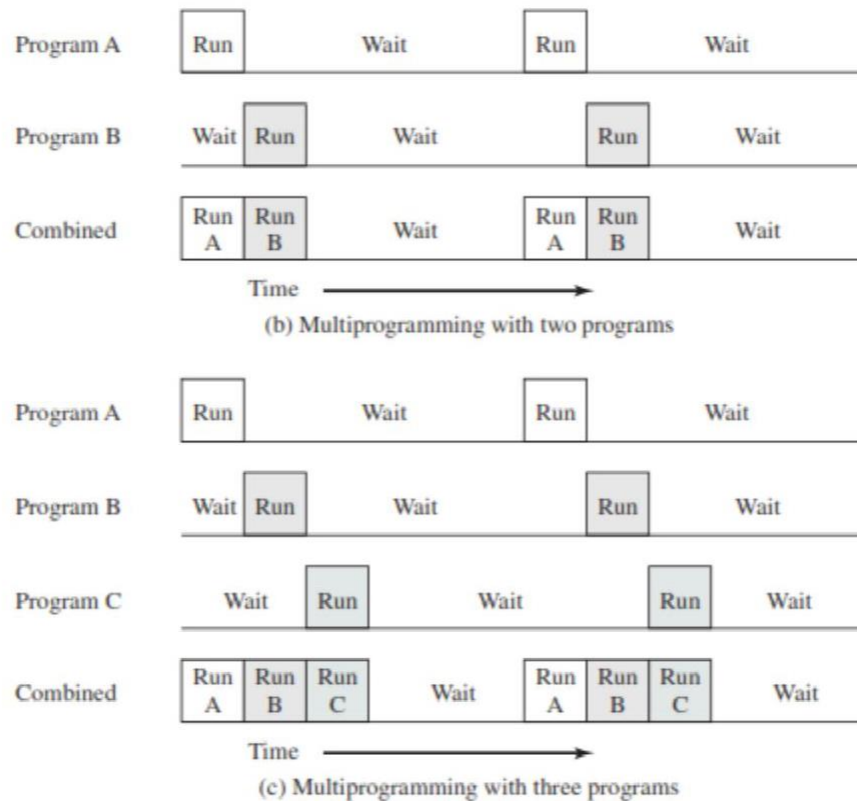 Program A Run Wait Run Wait
Program B Wait Run Wait Run Wait
Combined Run A Run B Wait Run A Run B Wait
Time
(b) Multiprogramming with two programs
Program A Run Wait Run Wait
Program B Wait Run Wait Run Wait
Program C Wait Run Wait Run Wait
Combined Run A Run B Run C Wait Run A Run B Run C Wait
Time
(c) Multiprogramming with three programs